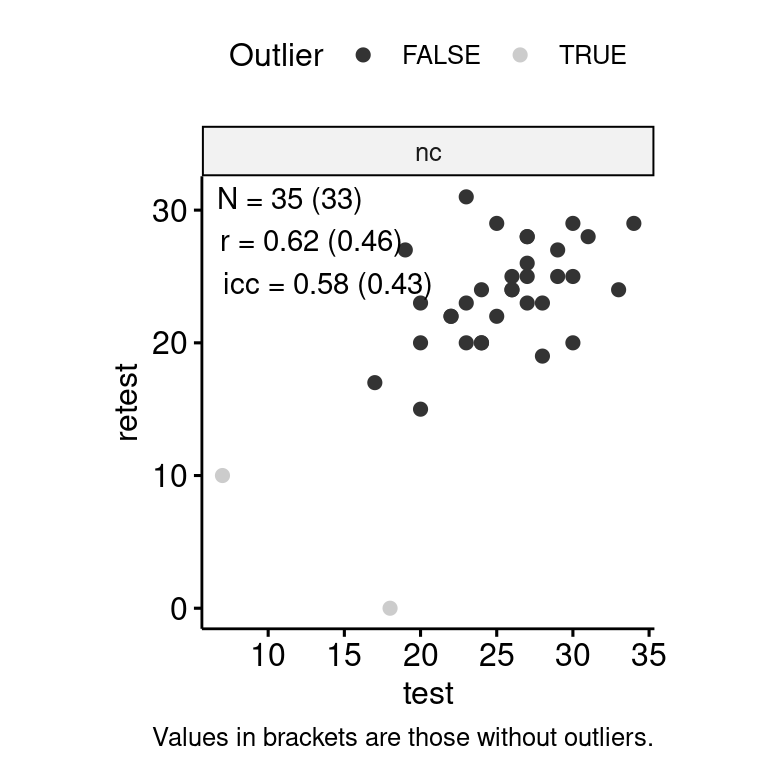 Outlier FALSE TRUE
nc
N = 35 (33)
r = 0.62 (0.46)
icc = 0.58 (0.43)
30
20
10
0
retest
10 15 20 25 30 35
test
Values in brackets are those without outliers.